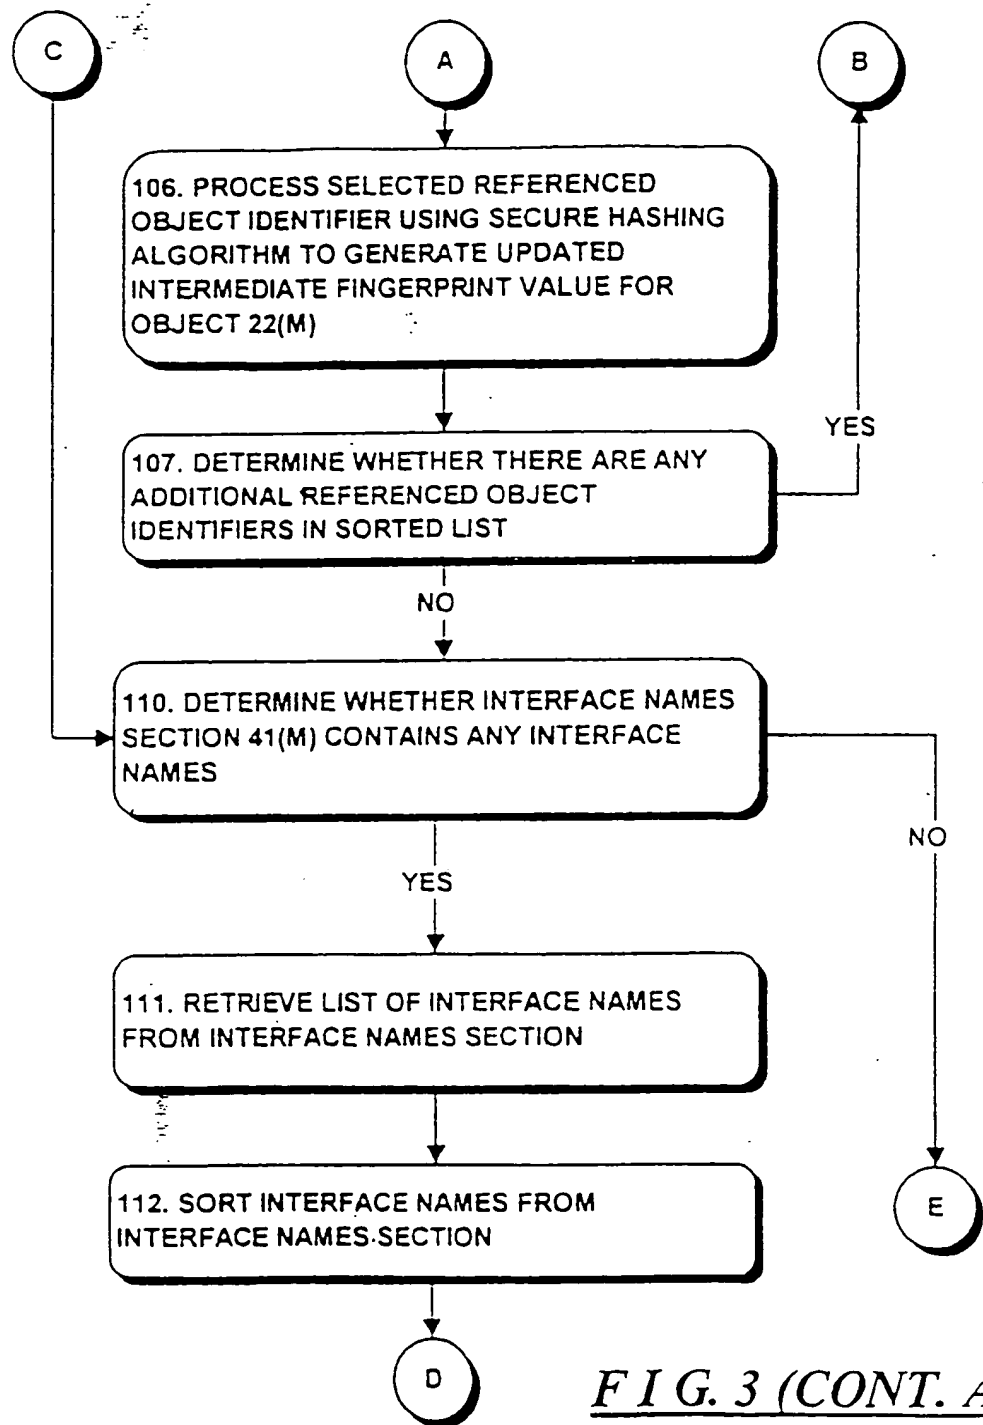 C
A
B
106. PROCESS SELECTED REFERENCED
OBJECT IDENTIFIER USING SECURE HASHING
ALGORITHM TO GENERATE UPDATED
INTERMEDIATE FINGERPRINT VALUE FOR
OBJECT 22(M)
YES
107. DETERMINE WHETHER THERE ARE ANY
ADDITIONAL REFERENCED OBJECT
IDENTIFIERS IN SORTED LIST
NO
110. DETERMINE WHETHER INTERFACE NAMES
SECTION 41(M) CONTAINS ANY INTERFACE
NAMES
NO
YES
111. RETRIEVE LIST OF INTERFACE NAMES
FROM INTERFACE NAMES SECTION
112. SORT INTERFACE NAMES FROM
INTERFACE NAMES SECTION
E
D
F I G. 3 (CONT. A